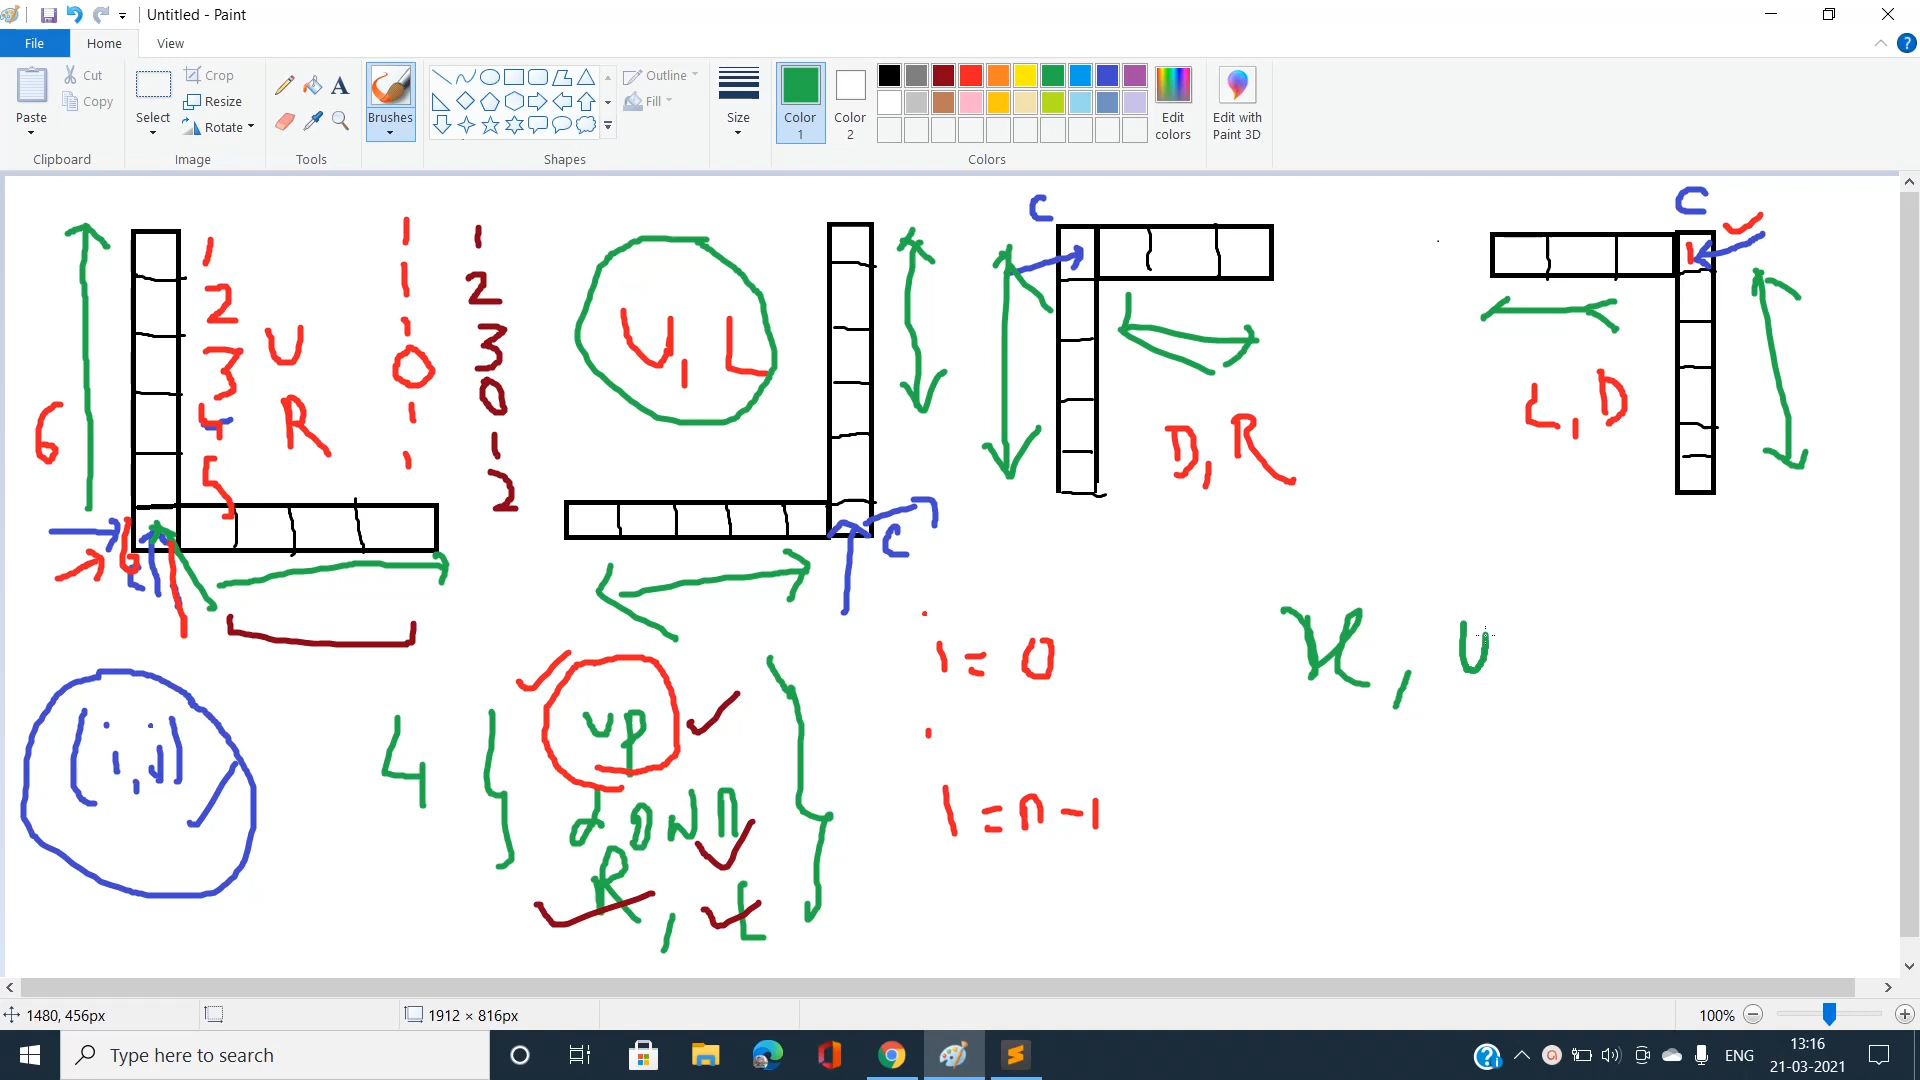 Untitled - Paint
File
Home
View
Paste
Cut
Copy
Clipboard
Select
Crop
Resize
Rotate
Image
Tools
Brushes
Outline
Fill
Shapes
Size
Color
1
Color
2
Colors
Edit
colors
Edit with
Paint 3D
6
1
2
3
4
5
6
U
R
1
1
1
0
1
1
1
2
3
0
1
2
U, L
C
C
D, R
C
1
L, D
(i, j)
4
up
down
R, L
i = 0
i = n - 1
U
1480, 456px
1912 × 816px
100%
Type here to search
ENG
13:16
21-03-2021